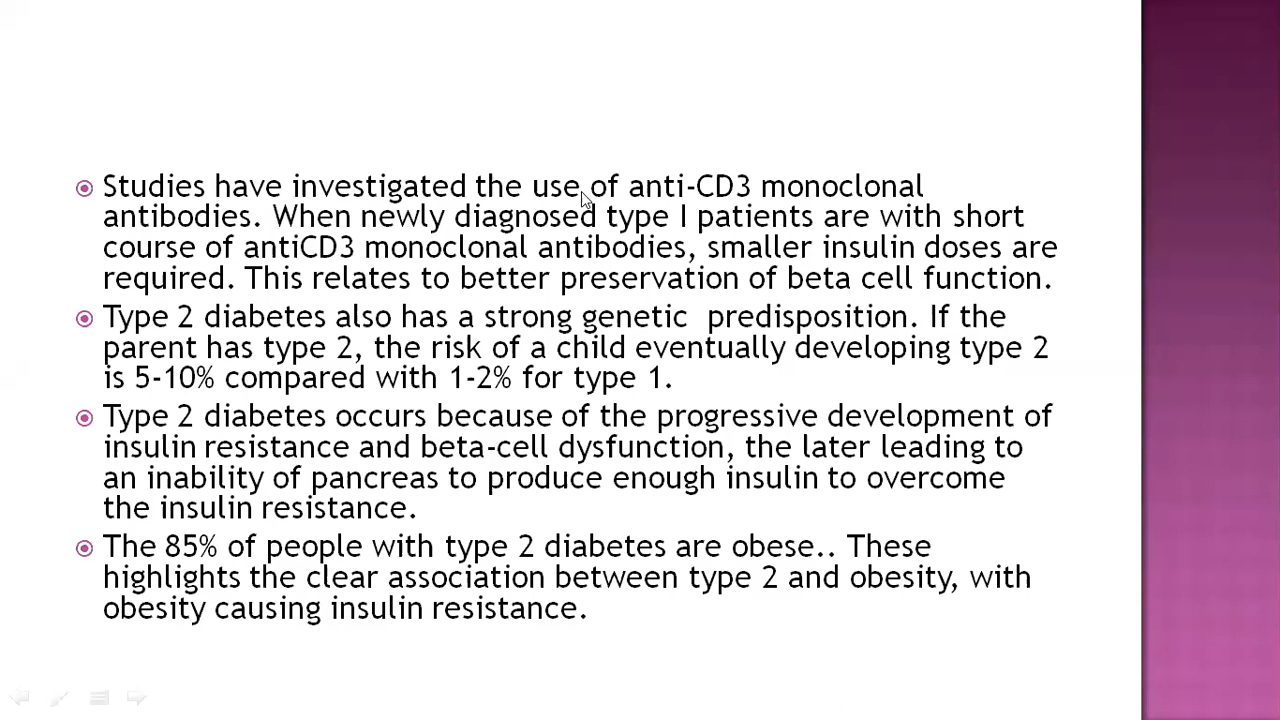 Studies have investigated the use of anti-CD3 monoclonal
antibodies. When newly diagnosed type I patients are with short
course of antiCD3 monoclonal antibodies, smaller insulin doses are
required. This relates to better preservation of beta cell function.
Type 2 diabetes also has a strong genetic  predisposition. If the
parent has type 2, the risk of a child eventually developing type 2
is 5-10% compared with 1-2% for type 1.
Type 2 diabetes occurs because of the progressive development of
insulin resistance and beta-cell dysfunction, the later leading to
an inability of pancreas to produce enough insulin to overcome
the insulin resistance.
The 85% of people with type 2 diabetes are obese.. These
highlights the clear association between type 2 and obesity, with
obesity causing insulin resistance.